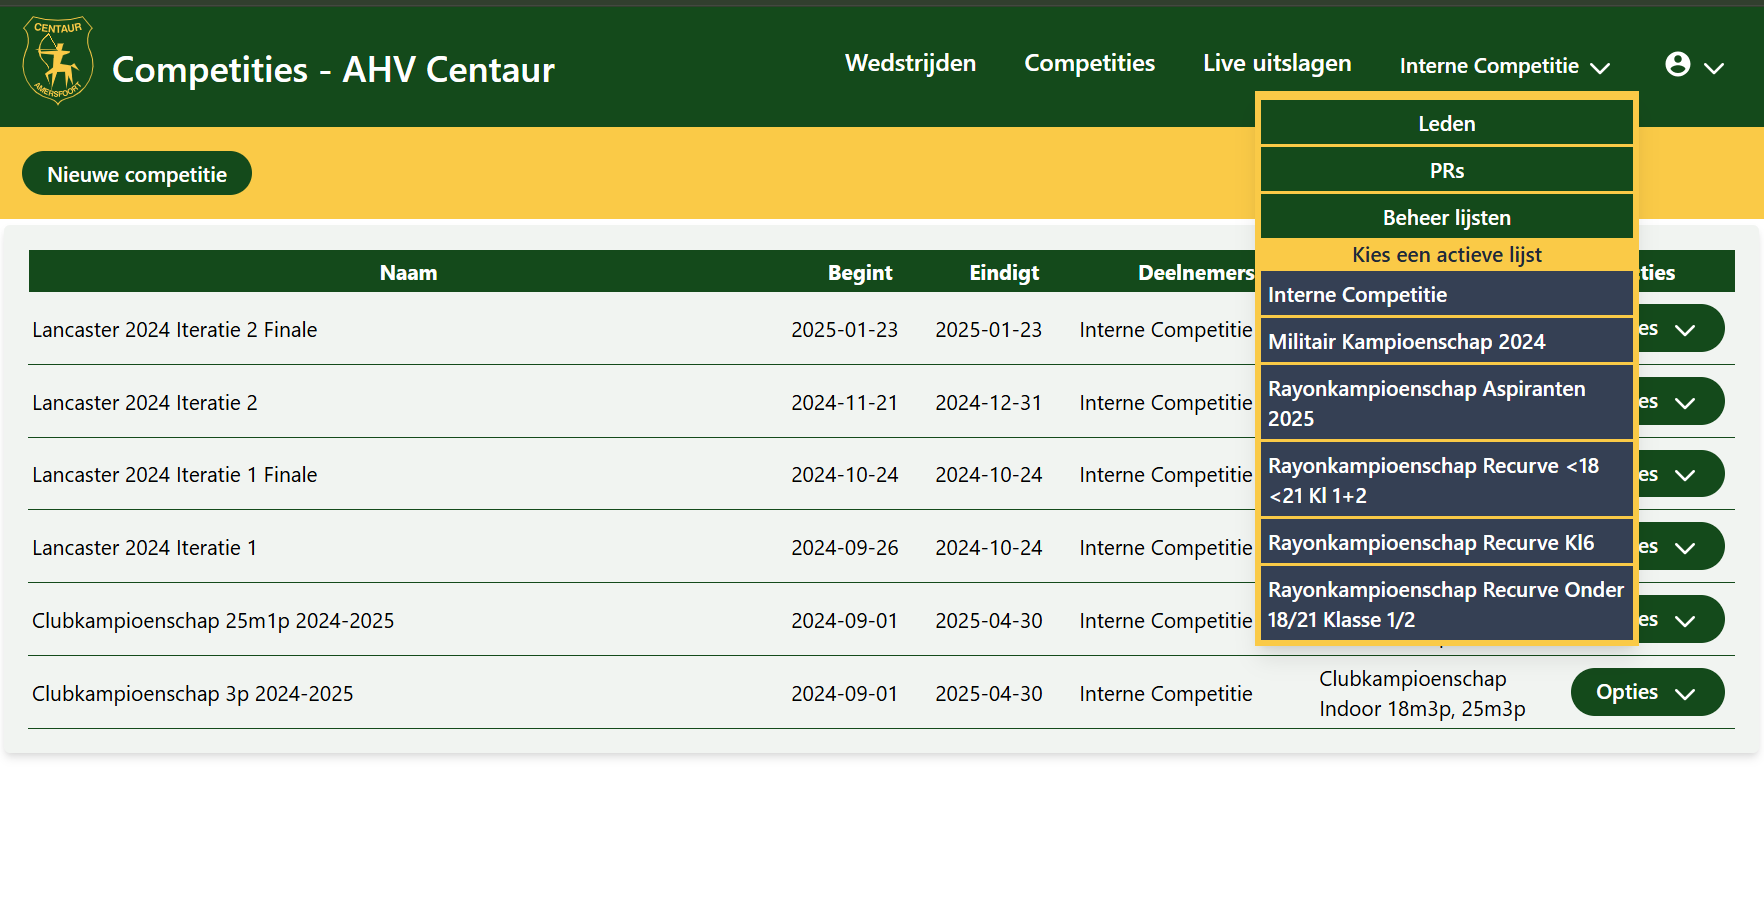 CENTAUR
AMERSFOORT
Competities - AHV Centaur
Wedstrijden
Competities
Live uitslagen
Interne Competitie
Leden
PRs
Beheer lijsten
Kies een actieve lijst
Interne Competitie
Militair Kampioenschap 2024
Rayonkampioenschap Aspiranten
2025
Rayonkampioenschap Recurve <18
<21 Kl 1+2
Rayonkampioenschap Recurve Kl6
Rayonkampioenschap Recurve Onder
18/21 Klasse 1/2
Nieuwe competitie
Naam Begint Eindigt Deelnemers ties
Lancaster 2024 Iteratie 2 Finale 2025-01-23 2025-01-23 Interne Competitie es
Lancaster 2024 Iteratie 2 2024-11-21 2024-12-31 Interne Competitie es
Lancaster 2024 Iteratie 1 Finale 2024-10-24 2024-10-24 Interne Competitie es
Lancaster 2024 Iteratie 1 2024-09-26 2024-10-24 Interne Competitie es
Clubkampioenschap 25m1p 2024-2025 2024-09-01 2025-04-30 Interne Competitie es
Clubkampioenschap 3p 2024-2025 2024-09-01 2025-04-30 Interne Competitie Clubkampioenschap Opties
Indoor 18m3p, 25m3p